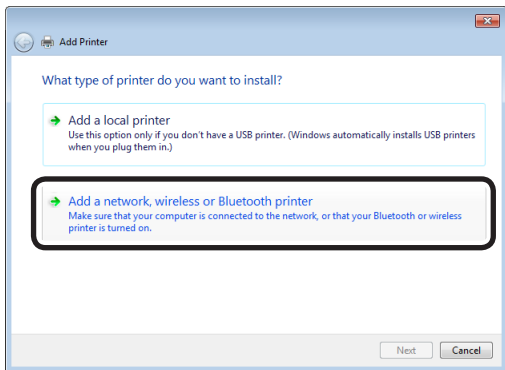 Add Printer
What type of printer do you want to install?
Add a local printer
Use this option only if you don't have a USB printer. (Windows automatically installs USB printers
when you plug them in.)
Add a network, wireless or Bluetooth printer
Make sure that your computer is connected to the network, or that your Bluetooth or wireless
printer is turned on.
Next Cancel